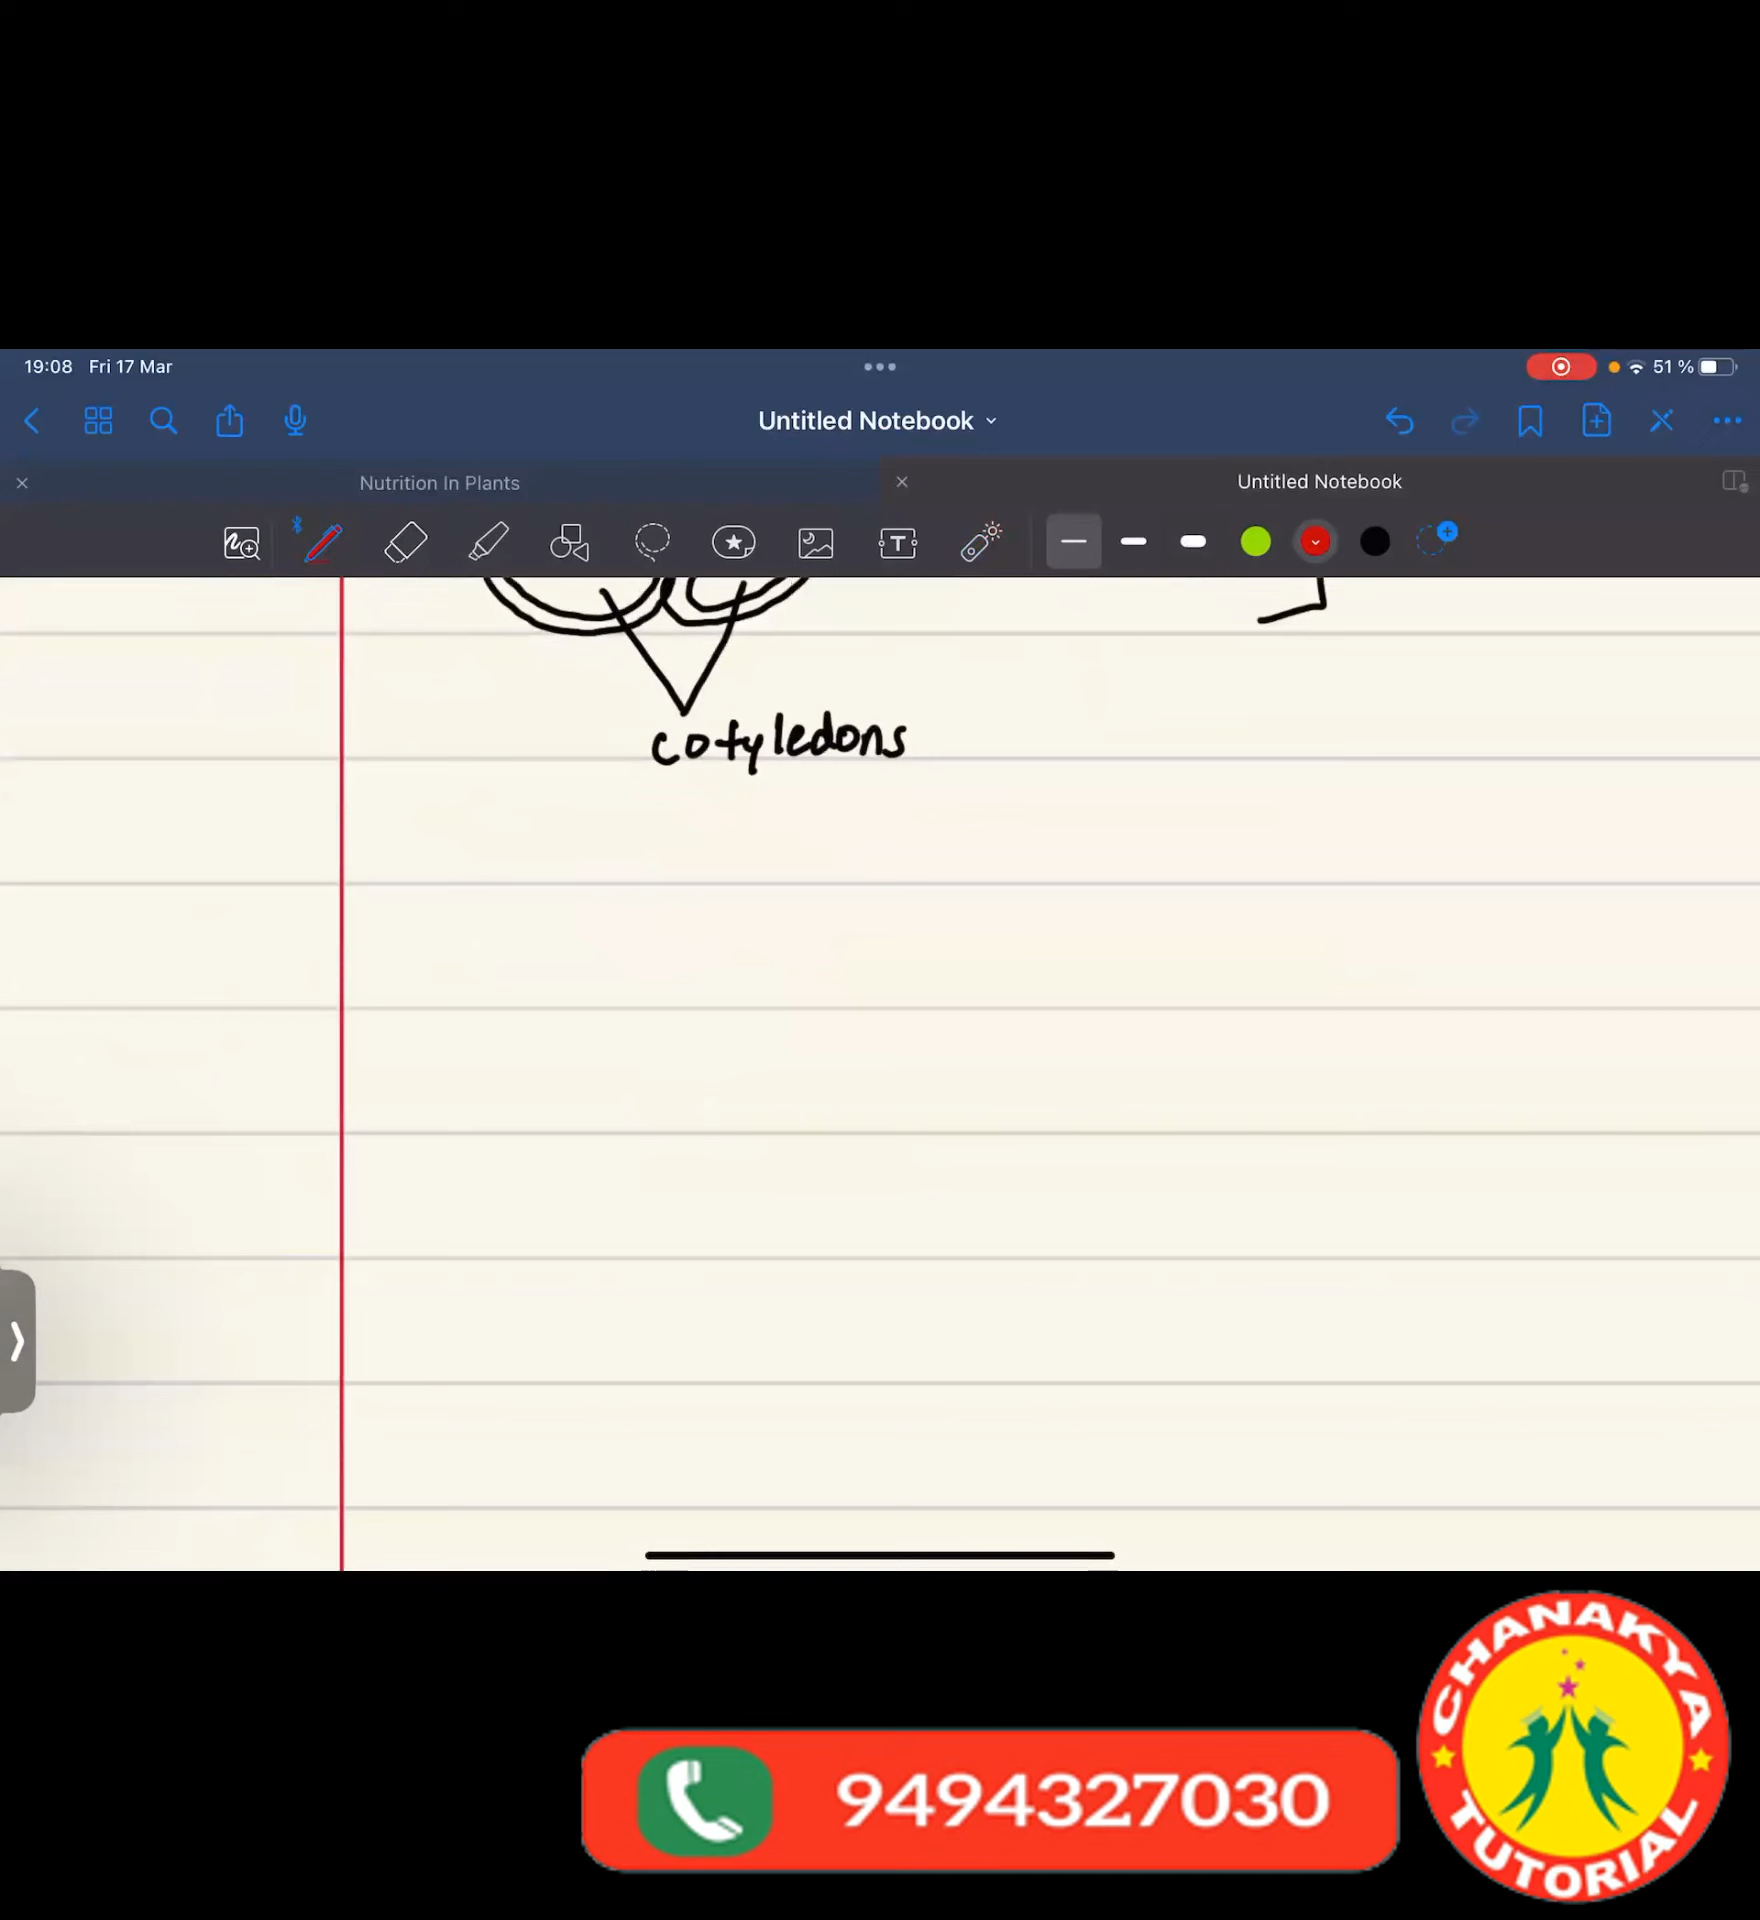 19:08 Fri 17 Mar
51 %
Untitled Notebook
Nutrition In Plants
Untitled Notebook
T
cotyledons
CHANAKYA
TUTORIAL
9494327030